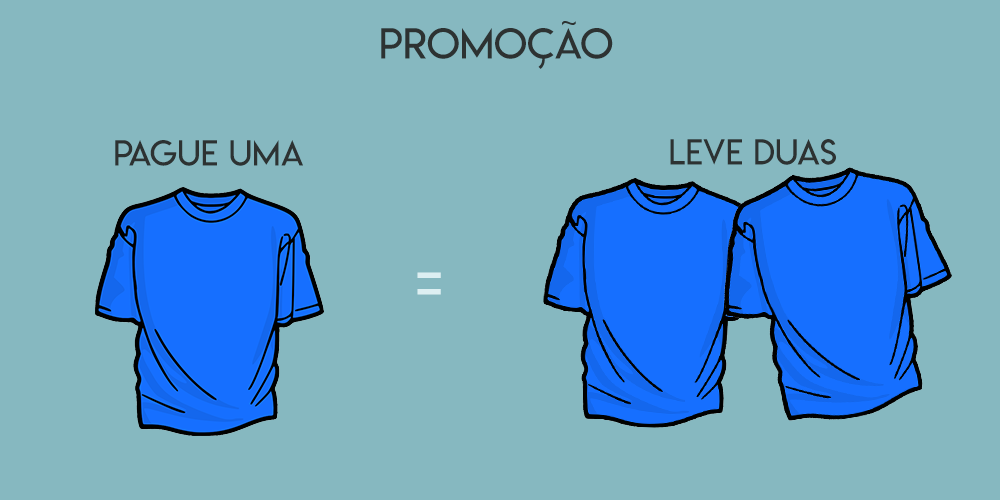 PROMOÇÃO
PAGUE UMA
=
LEVE DUAS